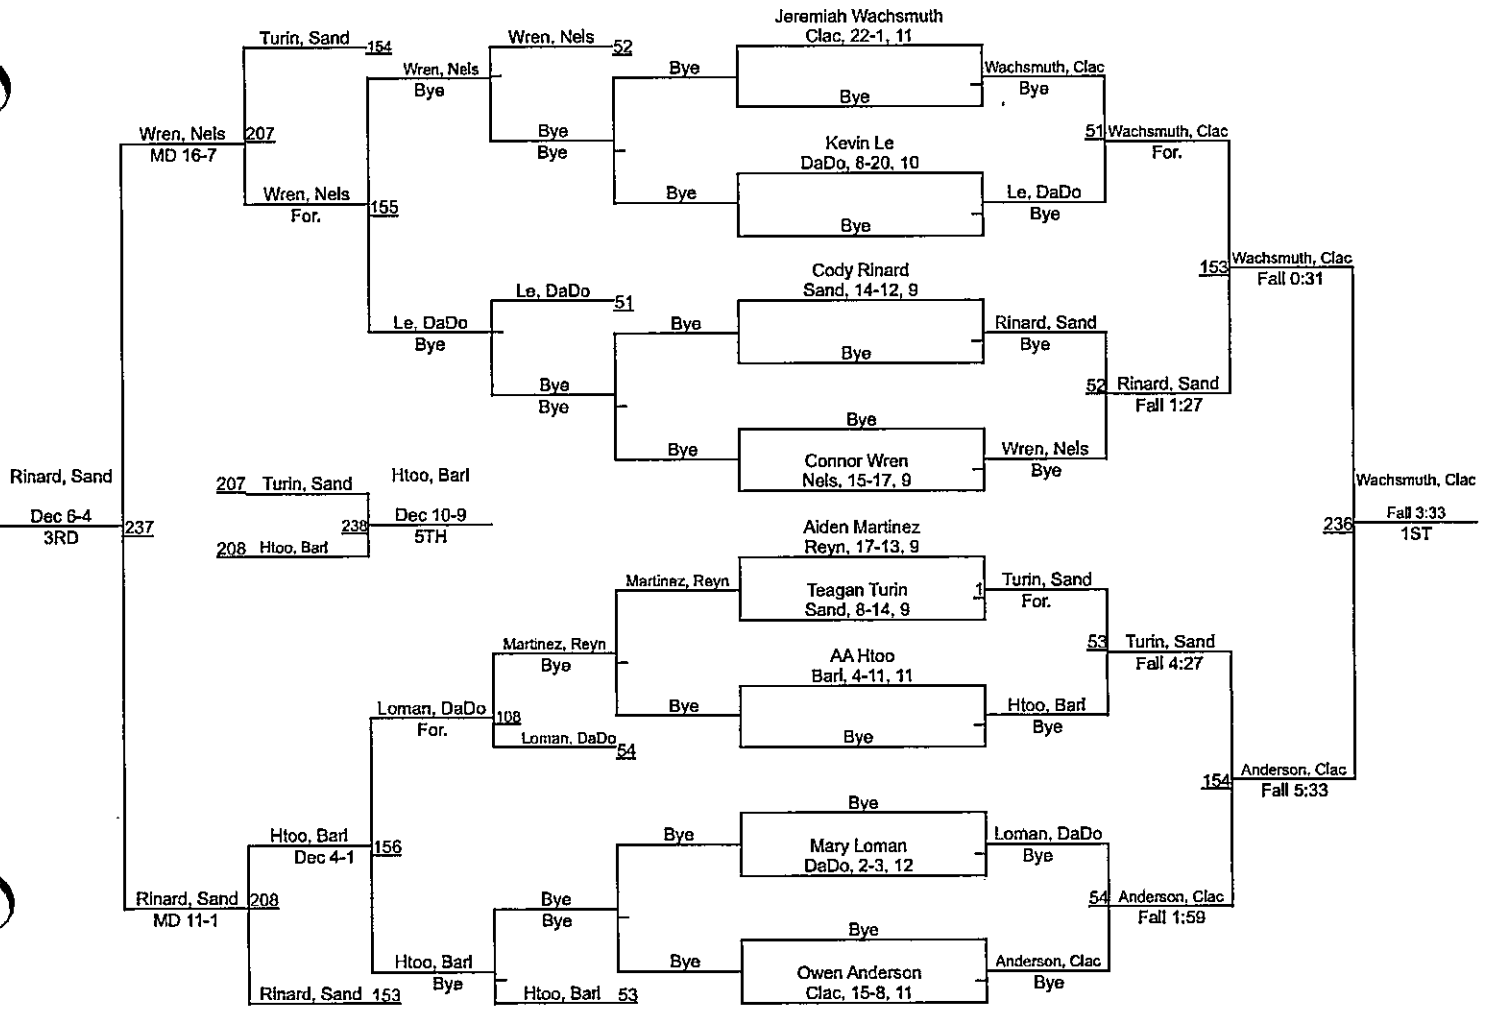 Jeremiah Wachsmuth
Clac, 22-1, 11
Turin, Sand 154
Wren, Nels 52
Bye
Wachsmuth, Clac
Wren, Nels
Bye
Bye
Bye
Wren, Nels 207
MD 16-7
Bye
Bye
51 Wachsmuth, Clac
For.
Kevin Le
DaDo, 8-20, 10
Wren, Nels
For.
155
Bye
Le, DaDo
Bye
Bye
Wachsmuth, Clac
153
Fall 0:31
Cody Rinard
Sand, 14-12, 9
Le, DaDo 51
Le, DaDo
Bye
Bye
Rinard, Sand
Bye
Bye
Bye
Bye
52 Rinard, Sand
Fall 1:27
Bye
Bye
Connor Wren
Nels, 15-17, 9
Wren, Nels
Bye
Rinard, Sand
Dec 6-4
3RD
237
207 Turin, Sand
Htoo, Barl
238
Dec 10-9
5TH
208 Htoo, Barl
Wachsmuth, Clac
236
Fall 3:33
1ST
Aiden Martinez
Reyn, 17-13, 9
Martinez, Reyn
Teagan Turin
Sand, 8-14, 9
1
Turin, Sand
For.
Martinez, Reyn
Bye
53 Turin, Sand
Fall 4:27
AA Htoo
Barl, 4-11, 11
Loman, DaDo
For.
108
Loman, DaDo 54
Bye
Bye
Htoo, Barl
Bye
154
Anderson, Clac
Fall 5:33
Bye
Htoo, Barl
Dec 4-1
156
Bye
Mary Loman
DaDo, 2-3, 12
Loman, DaDo
Bye
Rinard, Sand 208
MD 11-1
Bye
Bye
54 Anderson, Clac
Fall 1:59
Bye
Htoo, Barl
Bye
Bye
Owen Anderson
Clac, 15-8, 11
Anderson, Clac
Bye
Rinard, Sand 153
Htoo, Barl 53